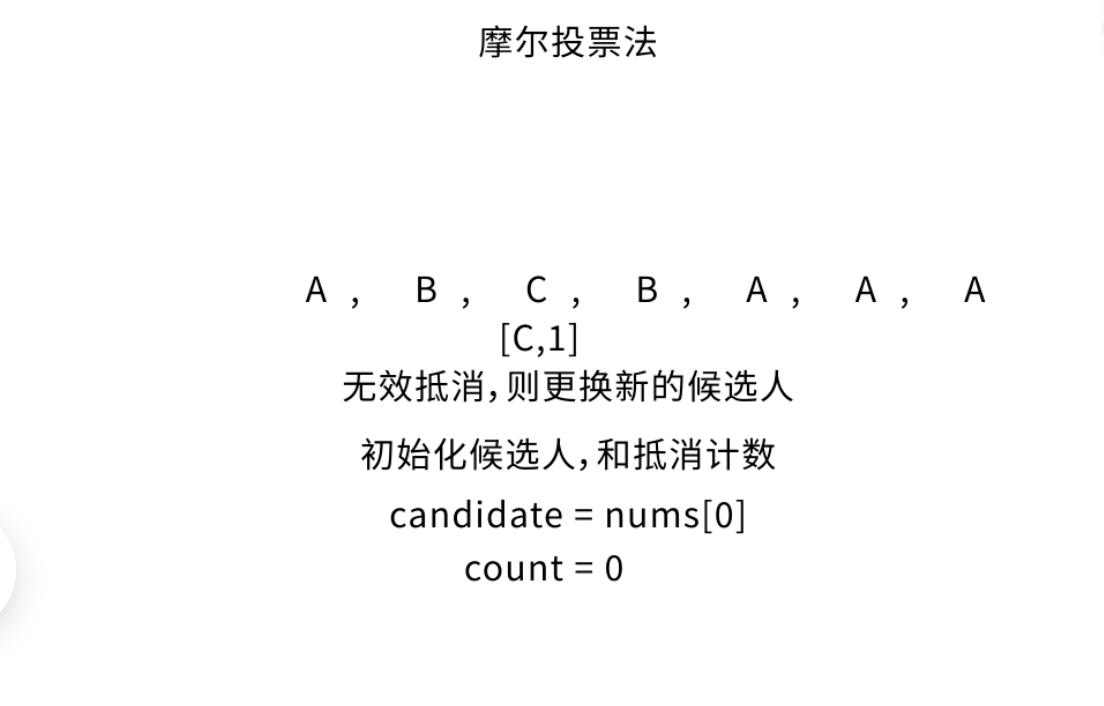 摩尔投票法
A , B , C , B , A , A , A
[C,1]
无效抵消,则更换新的候选人
初始化候选人,和抵消计数
candidate = nums[0]
count = 0